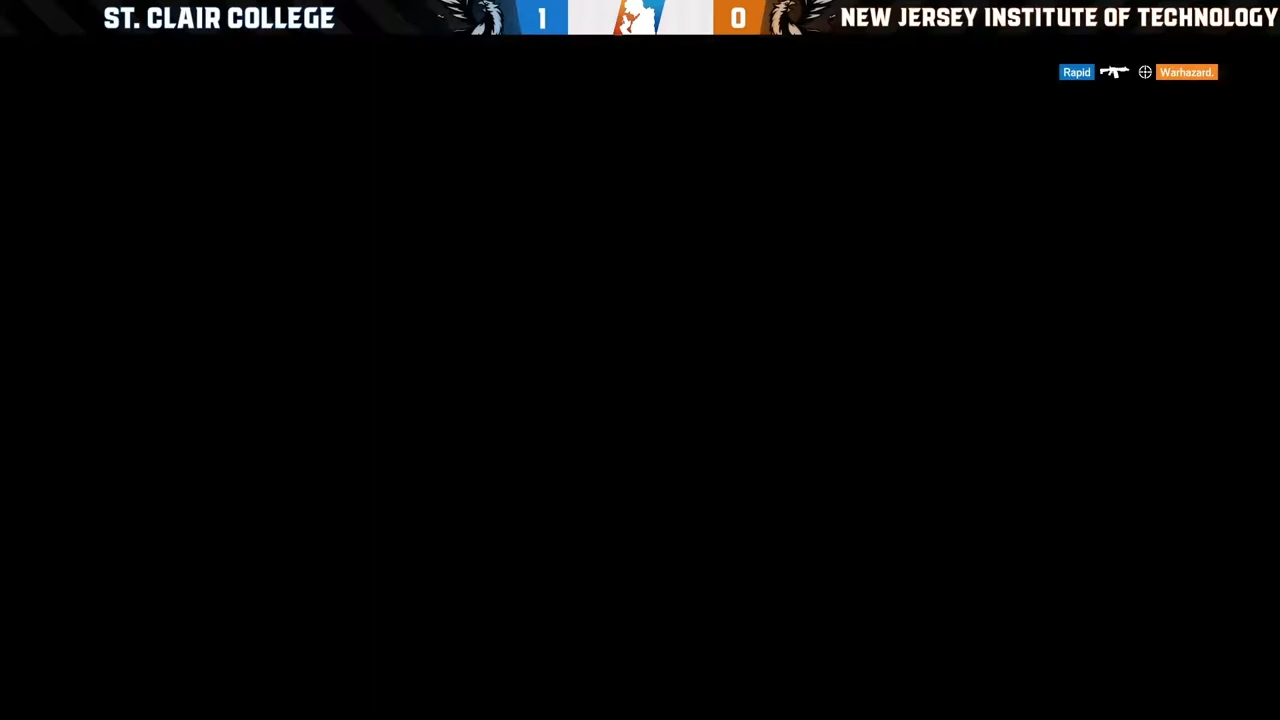 ST. CLAIR COLLEGE 1 0 NEW JERSEY INSTITUTE OF TECHNOLOGY
Rapid Warhazard.